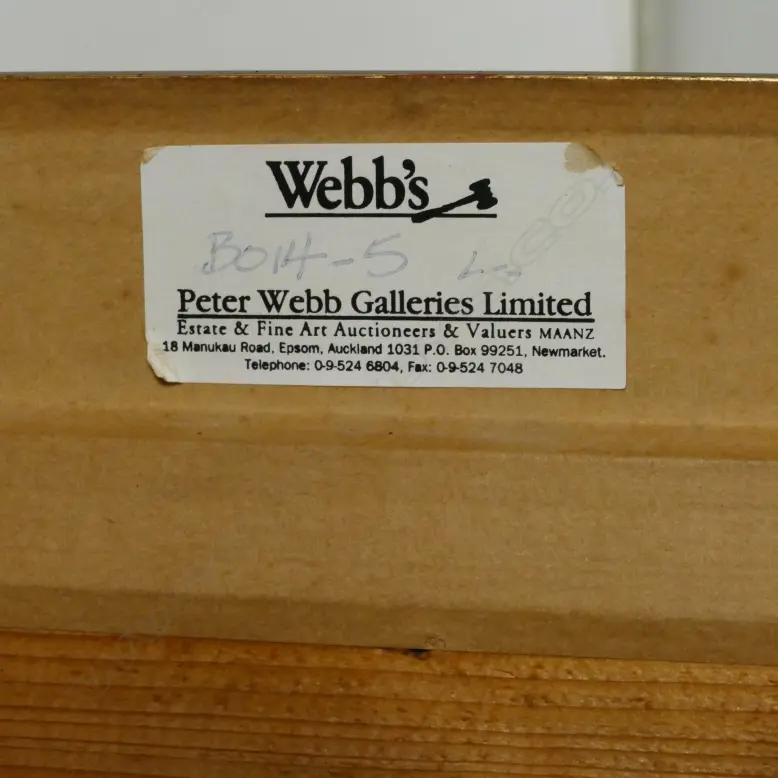 Webb's
B014-5
Peter Webb Galleries Limited
Estate & Fine Art Auctioneers & Valuers MAANZ
18 Manukau Road, Epsom, Auckland 1031 P.O. Box 99251, Newmarket.
Telephone: 0-9-524 6804, Fax: 0-9-524 7048